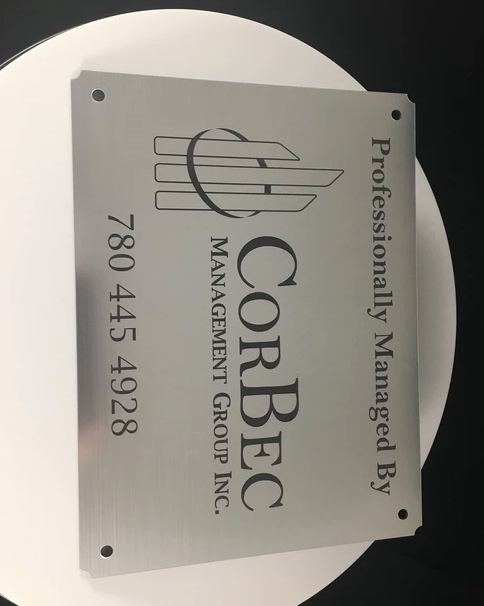 Professionally Managed By
CORBEC
MANAGEMENT GROUP INC.
780 445 4928